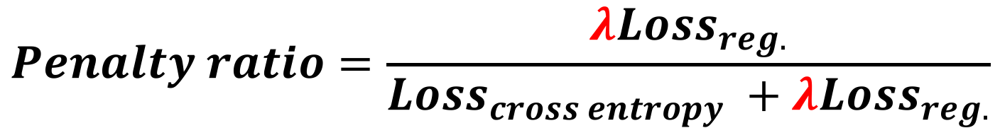 Penalty ratio = λLoss_reg. / (Loss_cross entropy + λLoss_reg.)